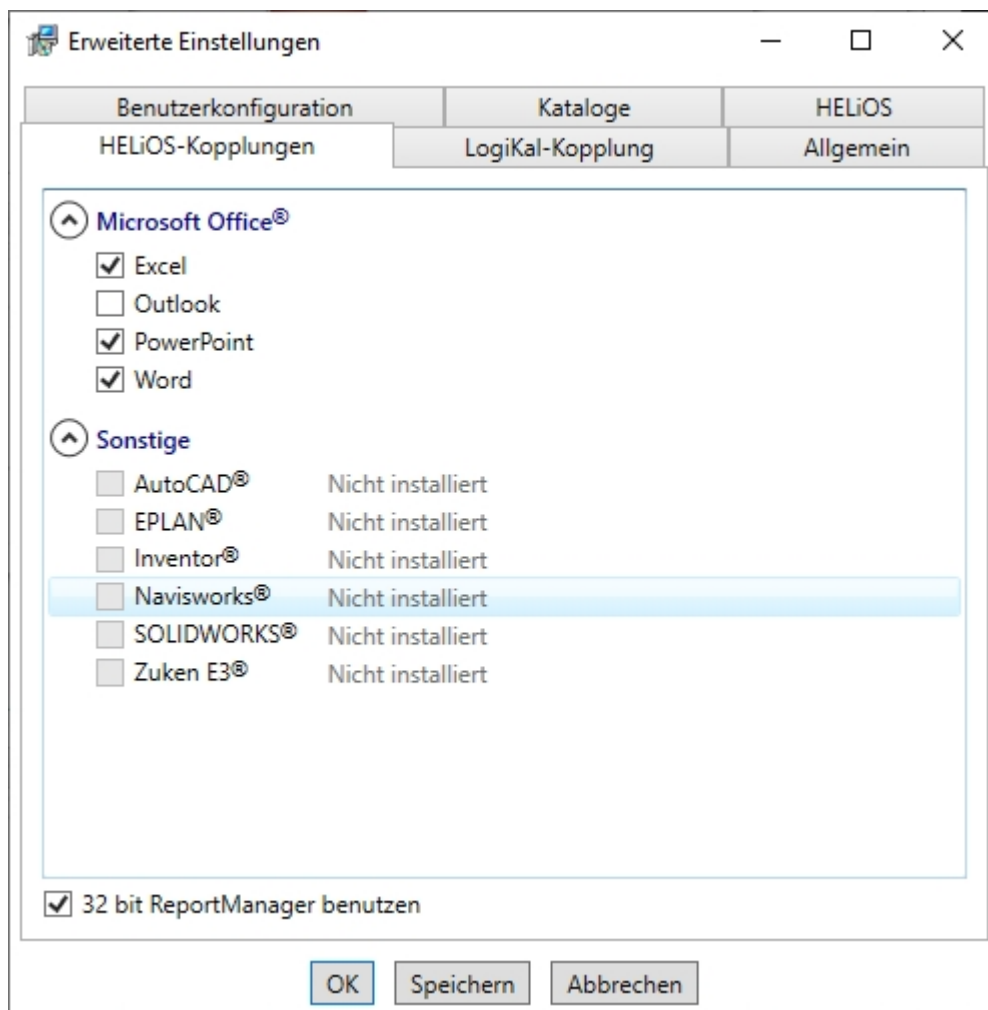 Erweiterte Einstellungen
Benutzerkonfiguration Kataloge HELiOS
HELiOS-Kopplungen LogiKal-Kopplung Allgemein
Microsoft Office®
Excel
Outlook
PowerPoint
Word
Sonstige
AutoCAD® Nicht installiert
EPLAN® Nicht installiert
Inventor® Nicht installiert
Navisworks® Nicht installiert
SOLIDWORKS® Nicht installiert
Zuken E3® Nicht installiert
32 bit ReportManager benutzen
OK Speichern Abbrechen